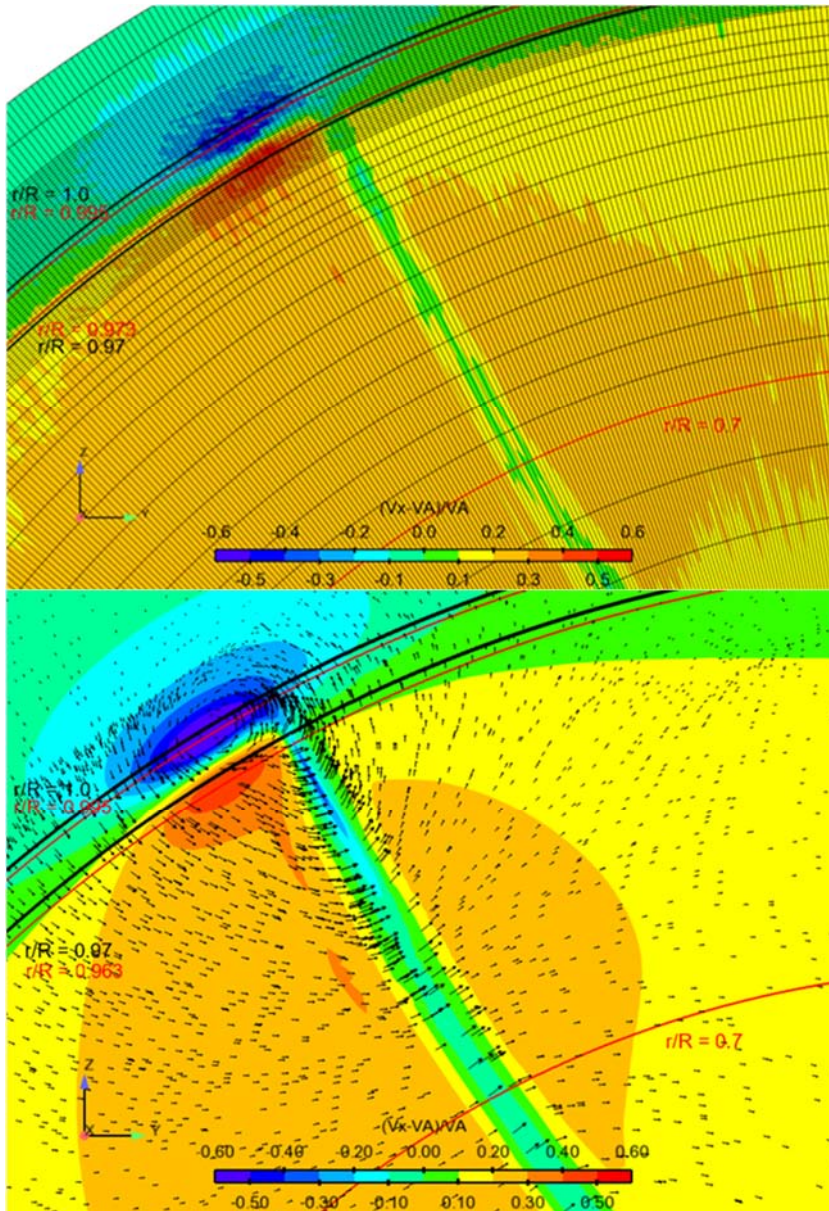 r/R = 1.0
r/R = 0.995
r/R = 0.973
r/R = 0.97
r/R = 0.7
Z
Y
(Vx-VA)/VA
-0.6 -0.4 -0.2 0.0 0.2 0.4 0.6
-0.5 -0.3 -0.1 0.1 0.3 0.5
r/R = 1.0
r/R = 0.995
r/R = 0.97
r/R = 0.963
r/R = 0.7
Z
X Y
(Vx-VA)/VA
-0.60 -0.40 -0.20 0.00 0.20 0.40 0.60
-0.50 -0.30 -0.10 0.10 0.30 0.50